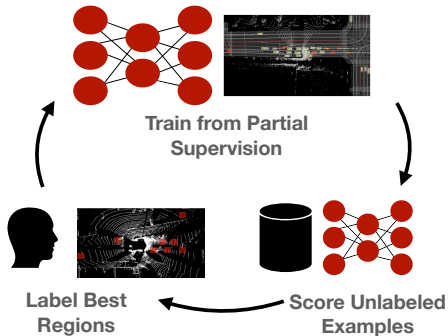 Train from Partial
Supervision
Label Best
Regions
Score Unlabeled
Examples